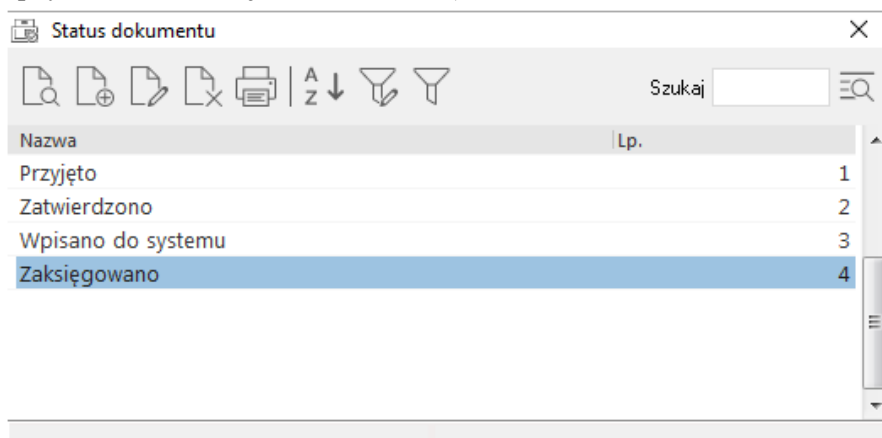 Status dokumentu
A
Z
Szukaj
Nazwa Lp.
Przyjęto 1
Zatwierdzono 2
Wpisano do systemu 3
Zaksięgowano 4